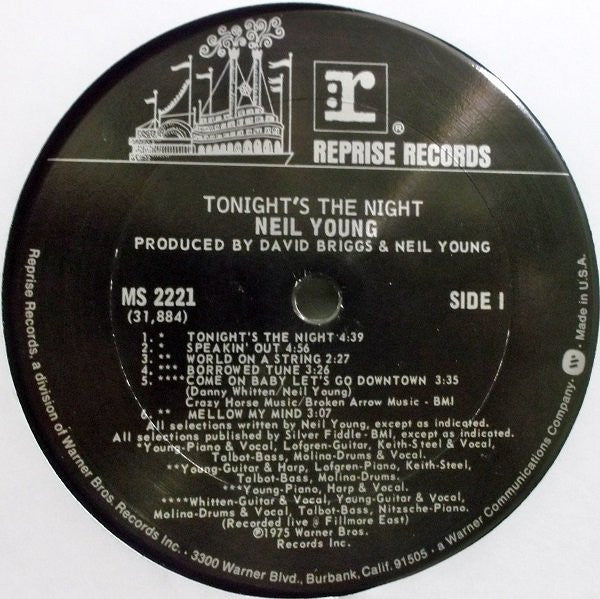 r ®
REPRISE RECORDS
TONIGHT'S THE NIGHT
NEIL YOUNG
PRODUCED BY DAVID BRIGGS & NEIL YOUNG
MS 2221 SIDE 1
(31,884)
1. * TONIGHT'S THE NIGHT 4:39
2. * SPEAKIN' OUT 4:56
3. ** WORLD ON A STRING 2:27
4. *** BORROWED TUNE 3:26
5. **** COME ON BABY LET'S GO DOWNTOWN 3:35
(Danny Whitten/Neil Young)
Crazy Horse Music/Broken Arrow Music - BMI
6. ** MELLOW MY MIND 3:07
All selections written by Neil Young, except as indicated.
All selections published by Silver Fiddle-BMI, except as indicated.
*Young-Piano & Vocal, Lofgren-Guitar, Keith-Steel & Vocal,
Talbot-Bass, Molina-Drums & Vocal.
**Young-Guitar & Harp, Lofgren-Piano, Keith-Steel,
Talbot-Bass, Molina-Drums.
***Young-Piano, Harp & Vocal.
****Whitten-Guitar & Vocal, Young-Guitar & Vocal,
Molina-Drums & Vocal, Talbot-Bass, Nitzsche-Piano.
(Recorded live @ Fillmore East)
℗1975 Warner Bros.
Records Inc.
Reprise Records, a division of Warner Bros. Records Inc. · 3300 Warner Blvd., Burbank, Calif. 91505 · a Warner Communications Company · Made in U.S.A.